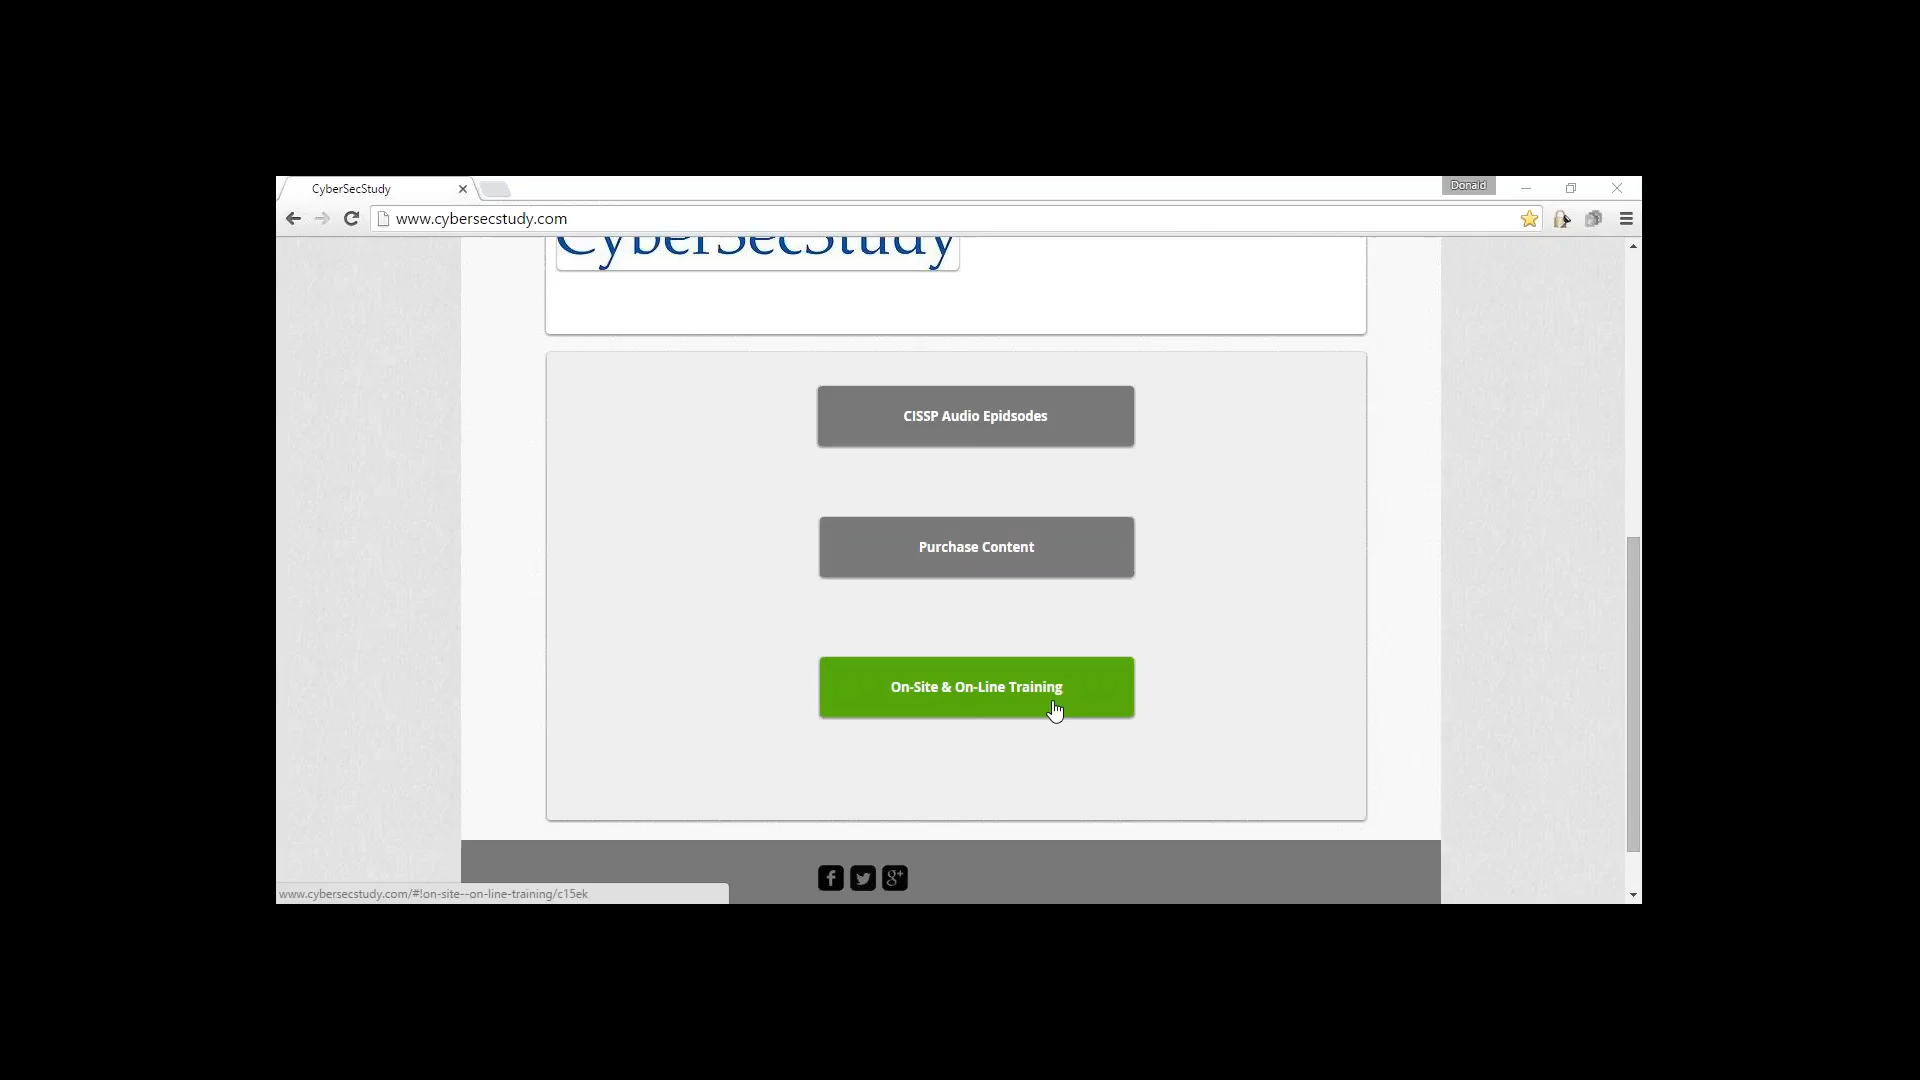 CyberSecStudy
Donald
www.cybersecstudy.com
CyberSecStudy
CISSP Audio Epidsodes
Purchase Content
On-Site & On-Line Training
www.cybersecstudy.com/#!on-site--on-line-training/c15ek